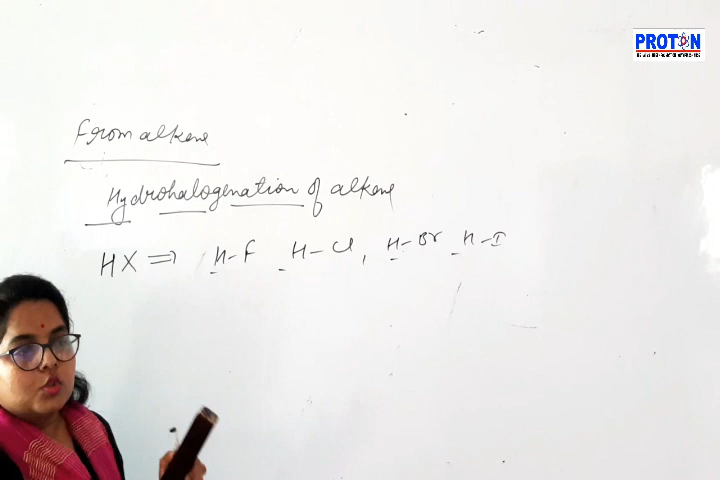 PROTON
From alkene
Hydrohalogenation of alkene
HX ⇒ H-F H-Cl, H-Br H-I